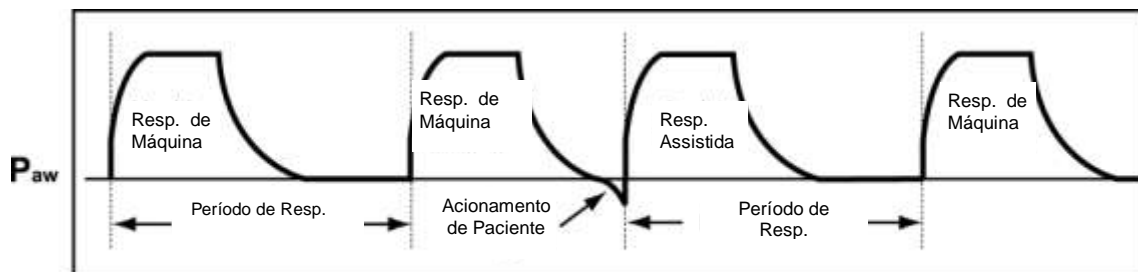 Resp. de
Máquina
Resp. de
Máquina
Resp.
Assistida
Resp. de
Máquina
Paw
Período de Resp.
Acionamento
de Paciente
Período de
Resp.